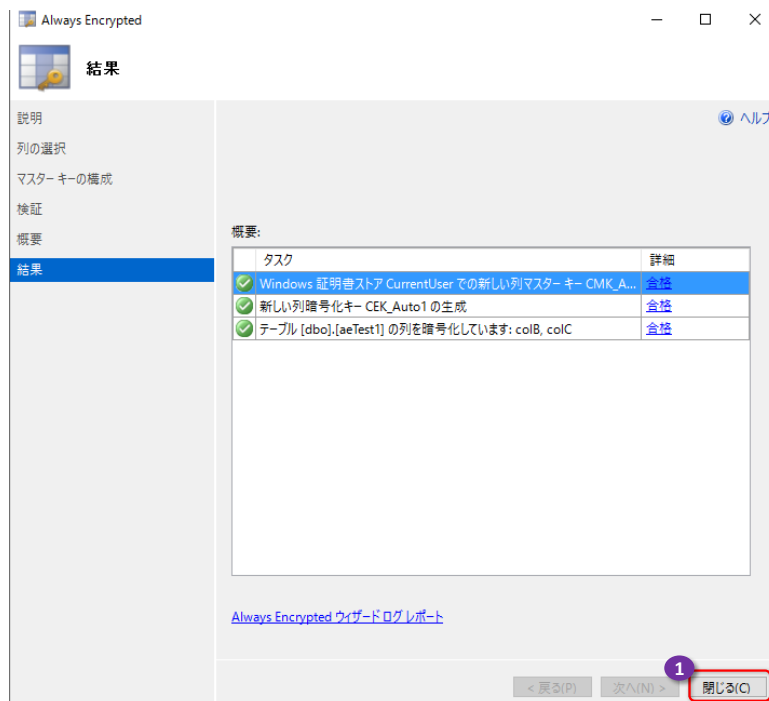 Always Encrypted
結果
説明
ヘルプ
列の選択
マスター キーの構成
検証
概要
結果
概要:
タスク 詳細
Windows 証明書ストア CurrentUser での新しい列マスター キー CMK_A... 合格
新しい列暗号化キー CEK_Auto1 の生成 合格
テーブル [dbo].[aeTest1] の列を暗号化しています: colB, colC 合格
Always Encrypted ウィザード ログ レポート
1
< 戻る(P) 次へ(N) > 閉じる(C)